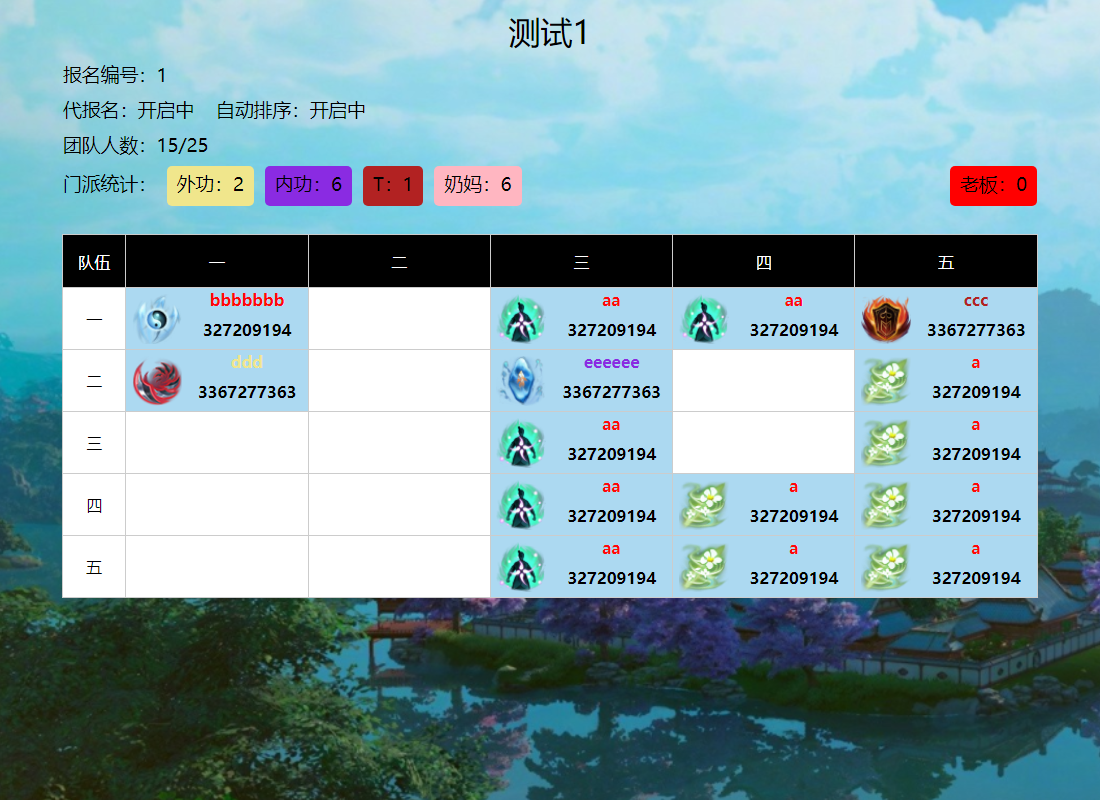 测试1
报名编号：1
代报名：开启中 自动排序：开启中
团队人数：15/25
门派统计： 外功：2 内功：6 T：1 奶妈：6 老板：0
队伍 一 二 三 四 五
一 bbbbbbb 327209194 aa 327209194 aa 327209194 ccc 3367277363
二 ddd 3367277363 eeeeee 3367277363 a 327209194
三 aa 327209194 a 327209194
四 aa 327209194 a 327209194 a 327209194
五 aa 327209194 a 327209194 a 327209194